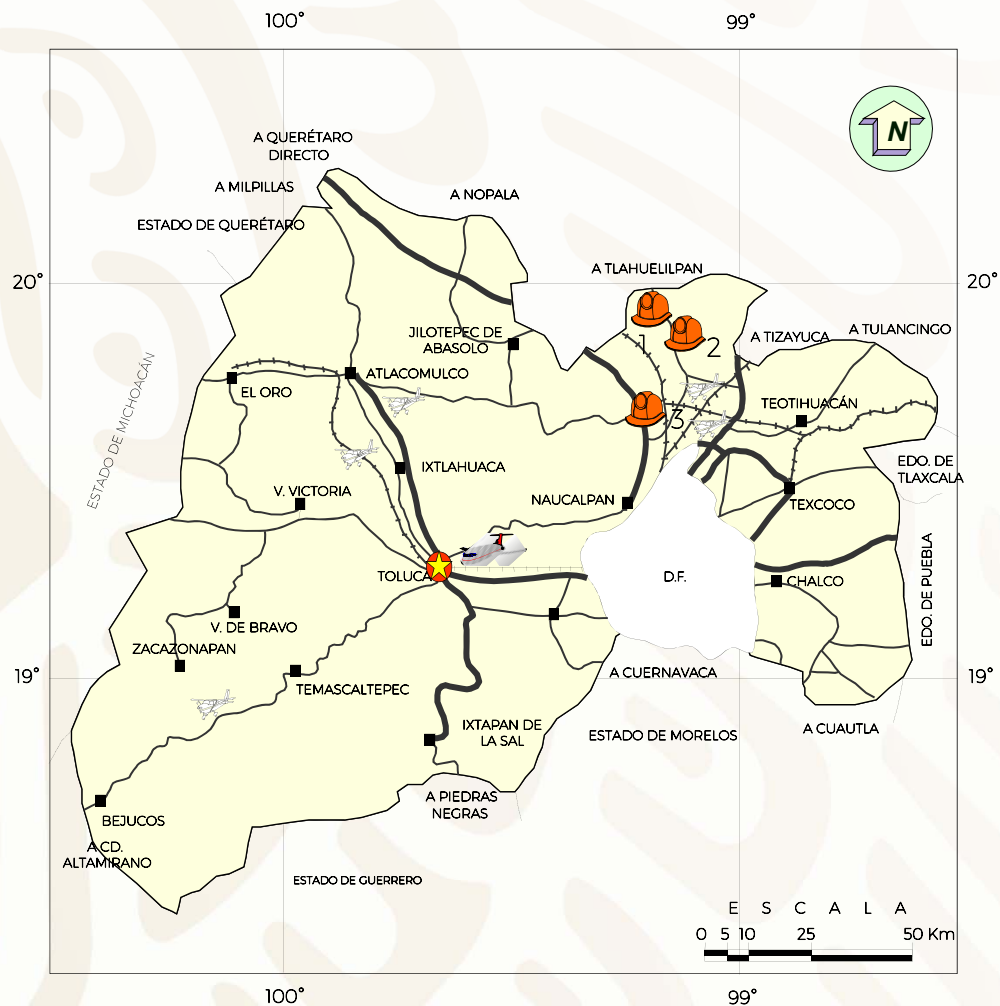 100°
99°
N
A QUERÉTARO
DIRECTO
A MILPILLAS
A NOPALA
ESTADO DE QUERÉTARO
A TLAHUELILPAN
20°
20°
A TIZAYUCA
A TULANCINGO
1
2
JILOTEPEC DE
ABASOLO
ATLACOMULCO
EL ORO
TEOTIHUACÁN
3
ESTADO DE MICHOACÁN
IXTLAHUACA
EDO. DE
TLAXCALA
V. VICTORIA
NAUCALPAN
TEXCOCO
TOLUCA
D.F.
CHALCO
EDO. DE PUEBLA
V. DE BRAVO
ZACAZONAPAN
19°
TEMASCALTEPEC
A CUERNAVACA
19°
IXTAPAN DE
LA SAL
ESTADO DE MORELOS
A CUAUTLA
A PIEDRAS
NEGRAS
BEJUCOS
A CD.
ALTAMIRANO
ESTADO DE GUERRERO
E S C A L A
0 5 10 25 50 Km
100°
99°